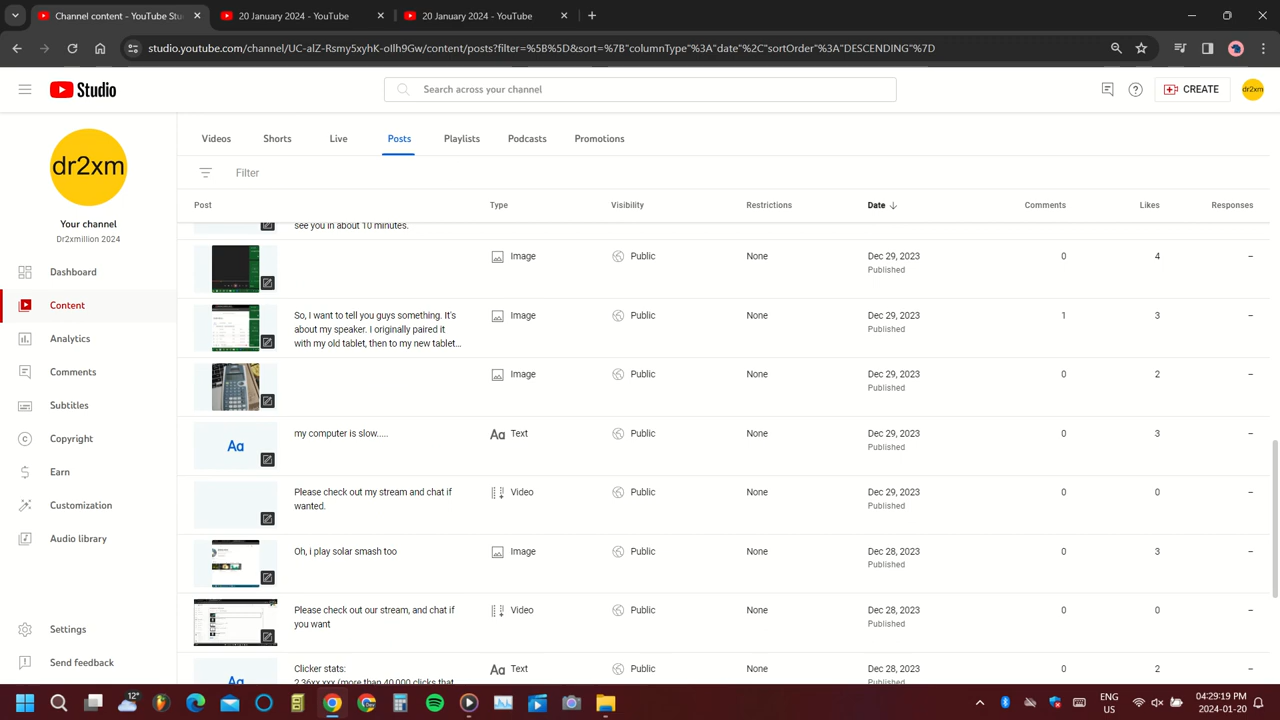 Channel content - YouTube Stu
20 January 2024 - YouTube
20 January 2024 - YouTube
studio.youtube.com/channel/UC-alZ-Rsmy5xyhK-oIlh9Gw/content/posts?filter=%5B%5D&sort=%7B"columnType"%3A"date"%2C"sortOrder"%3A"DESCENDING"%7D
Studio
Search across your channel
CREATE
dr2xm
dr2xm
Your channel
Dr2xmillion 2024
Dashboard
Content
Analytics
Comments
Subtitles
Copyright
Earn
Customization
Audio library
Settings
Send feedback
Videos Shorts Live Posts Playlists Podcasts Promotions
Filter
Post Type Visibility Restrictions Date Comments Likes Responses
see you in about 10 minutes.
Image Public None Dec 29, 2023 0 4 –
Published
So, I want to tell you guys something. It's Image Public None Dec 29, 2023 1 3 –
about my speaker. I originally paired it Published
with my old tablet, then to my new tablet…
Image Public None Dec 29, 2023 0 2 –
Published
Aa my computer is slow..... Aa Text Public None Dec 29, 2023 0 3 –
Published
Please check out my stream and chat if Video Public None Dec 29, 2023 0 0 –
wanted. Published
Oh, i play solar smash too Image Public None Dec 28, 2023 0 3 –
Published
Please check out our stream, and chat if Video Public None Dec 28, 2023 0 0 –
you want Published
Aa Clicker stats: Aa Text Public None Dec 28, 2023 0 2 –
2,36xx,xxx (more than 40,000 clicks that Published
12°
ENG
US
04:29:19 PM
2024-01-20